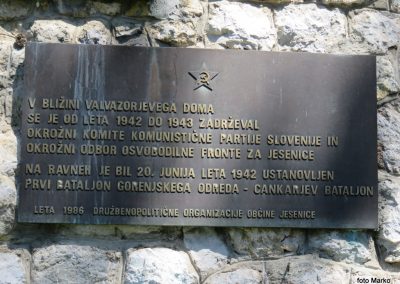 V BLIŽINI VALVAZORJEVEGA DOMA
SE JE OD LETA 1942 DO 1943 ZADRŽEVAL
OKROŽNI KOMITE KOMUNISTIČNE PARTIJE SLOVENIJE IN
OKROŽNI ODBOR OSVOBODILNE FRONTE ZA JESENICE
NA RAVNEH JE BIL 20. JUNIJA LETA 1942 USTANOVLJEN
PRVI BATALJON GORENJSKEGA ODREDA - CANKARJEV BATALJON
LETA 1986 DRUŽBENOPOLITIČNE ORGANIZACIJE OBČINE JESENICE
foto Marko